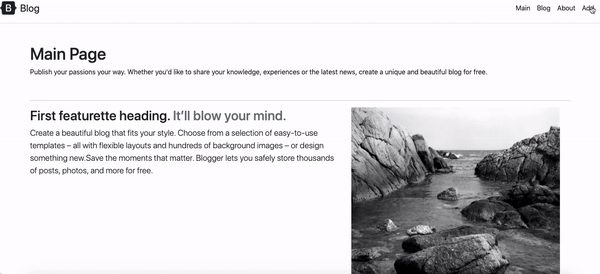 B Blog
Main Blog About Add
Main Page
Publish your passions your way. Whether you'd like to share your knowledge, experiences or the latest news, create a unique and beautiful blog for free.
First featurette heading. It'll blow your mind.
Create a beautiful blog that fits your style. Choose from a selection of easy-to-use
templates – all with flexible layouts and hundreds of background images – or design
something new.Save the moments that matter. Blogger lets you safely store thousands
of posts, photos, and more for free.